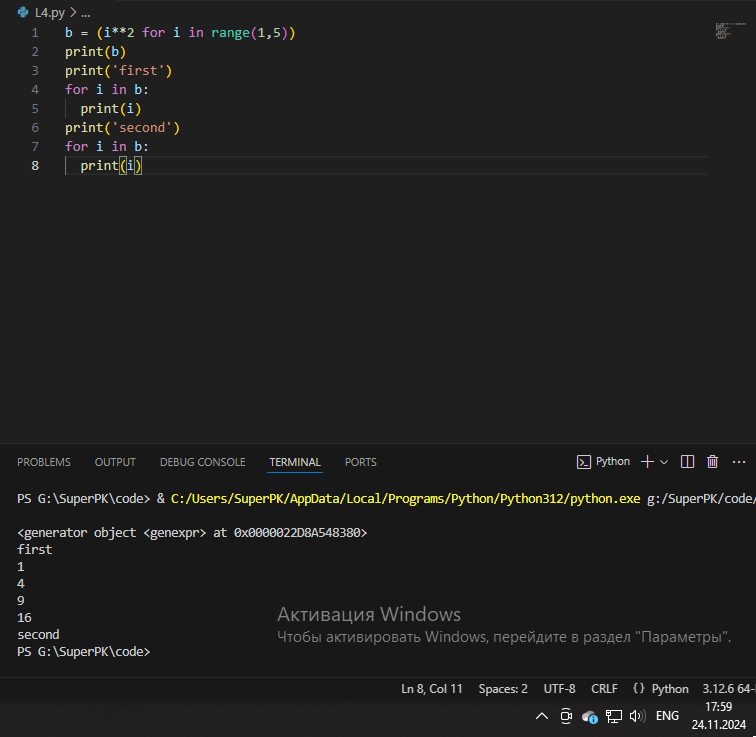 L4.py > ...
1 b = (i**2 for i in range(1,5))
2 print(b)
3 print('first')
4 for i in b:
5 print(i)
6 print('second')
7 for i in b:
8 print(i)
PROBLEMS OUTPUT DEBUG CONSOLE TERMINAL PORTS
Python
PS G:\SuperPK\code> & C:/Users/SuperPK/AppData/Local/Programs/Python/Python312/python.exe g:/SuperPK/code/
<generator object <genexpr> at 0x0000022D8A548380>
first
1
4
9
16
second
PS G:\SuperPK\code>
Активация Windows
Чтобы активировать Windows, перейдите в раздел "Параметры".
Ln 8, Col 11 Spaces: 2 UTF-8 CRLF {} Python 3.12.6 64-
ENG 17:59
24.11.2024